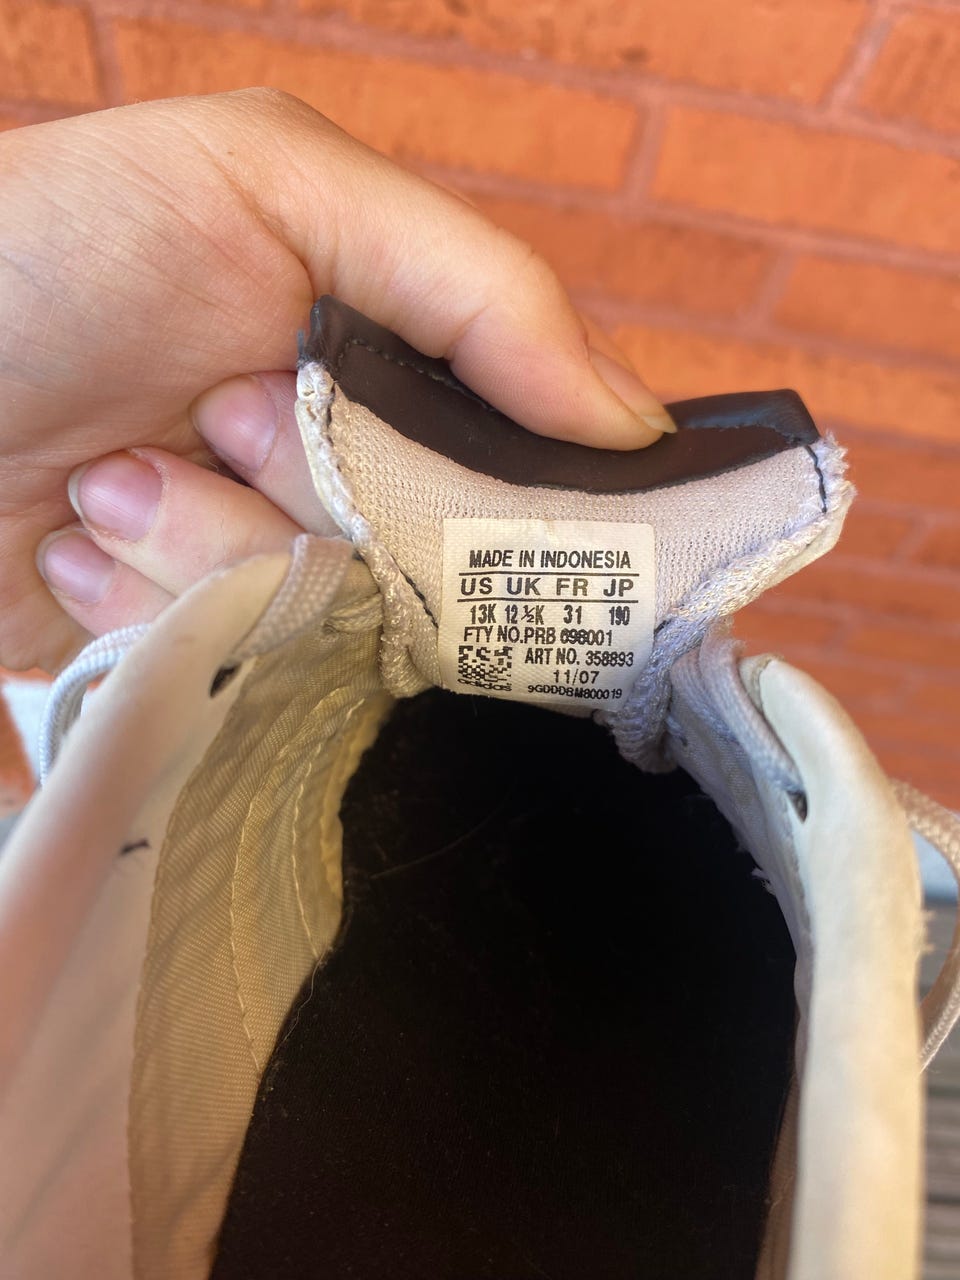 MADE IN INDONESIA
US UK FR JP
13K 12½K 31 190
FTY NO.PRB 698001
ART NO. 358893
adidas 11/07
9GDDD8M800019